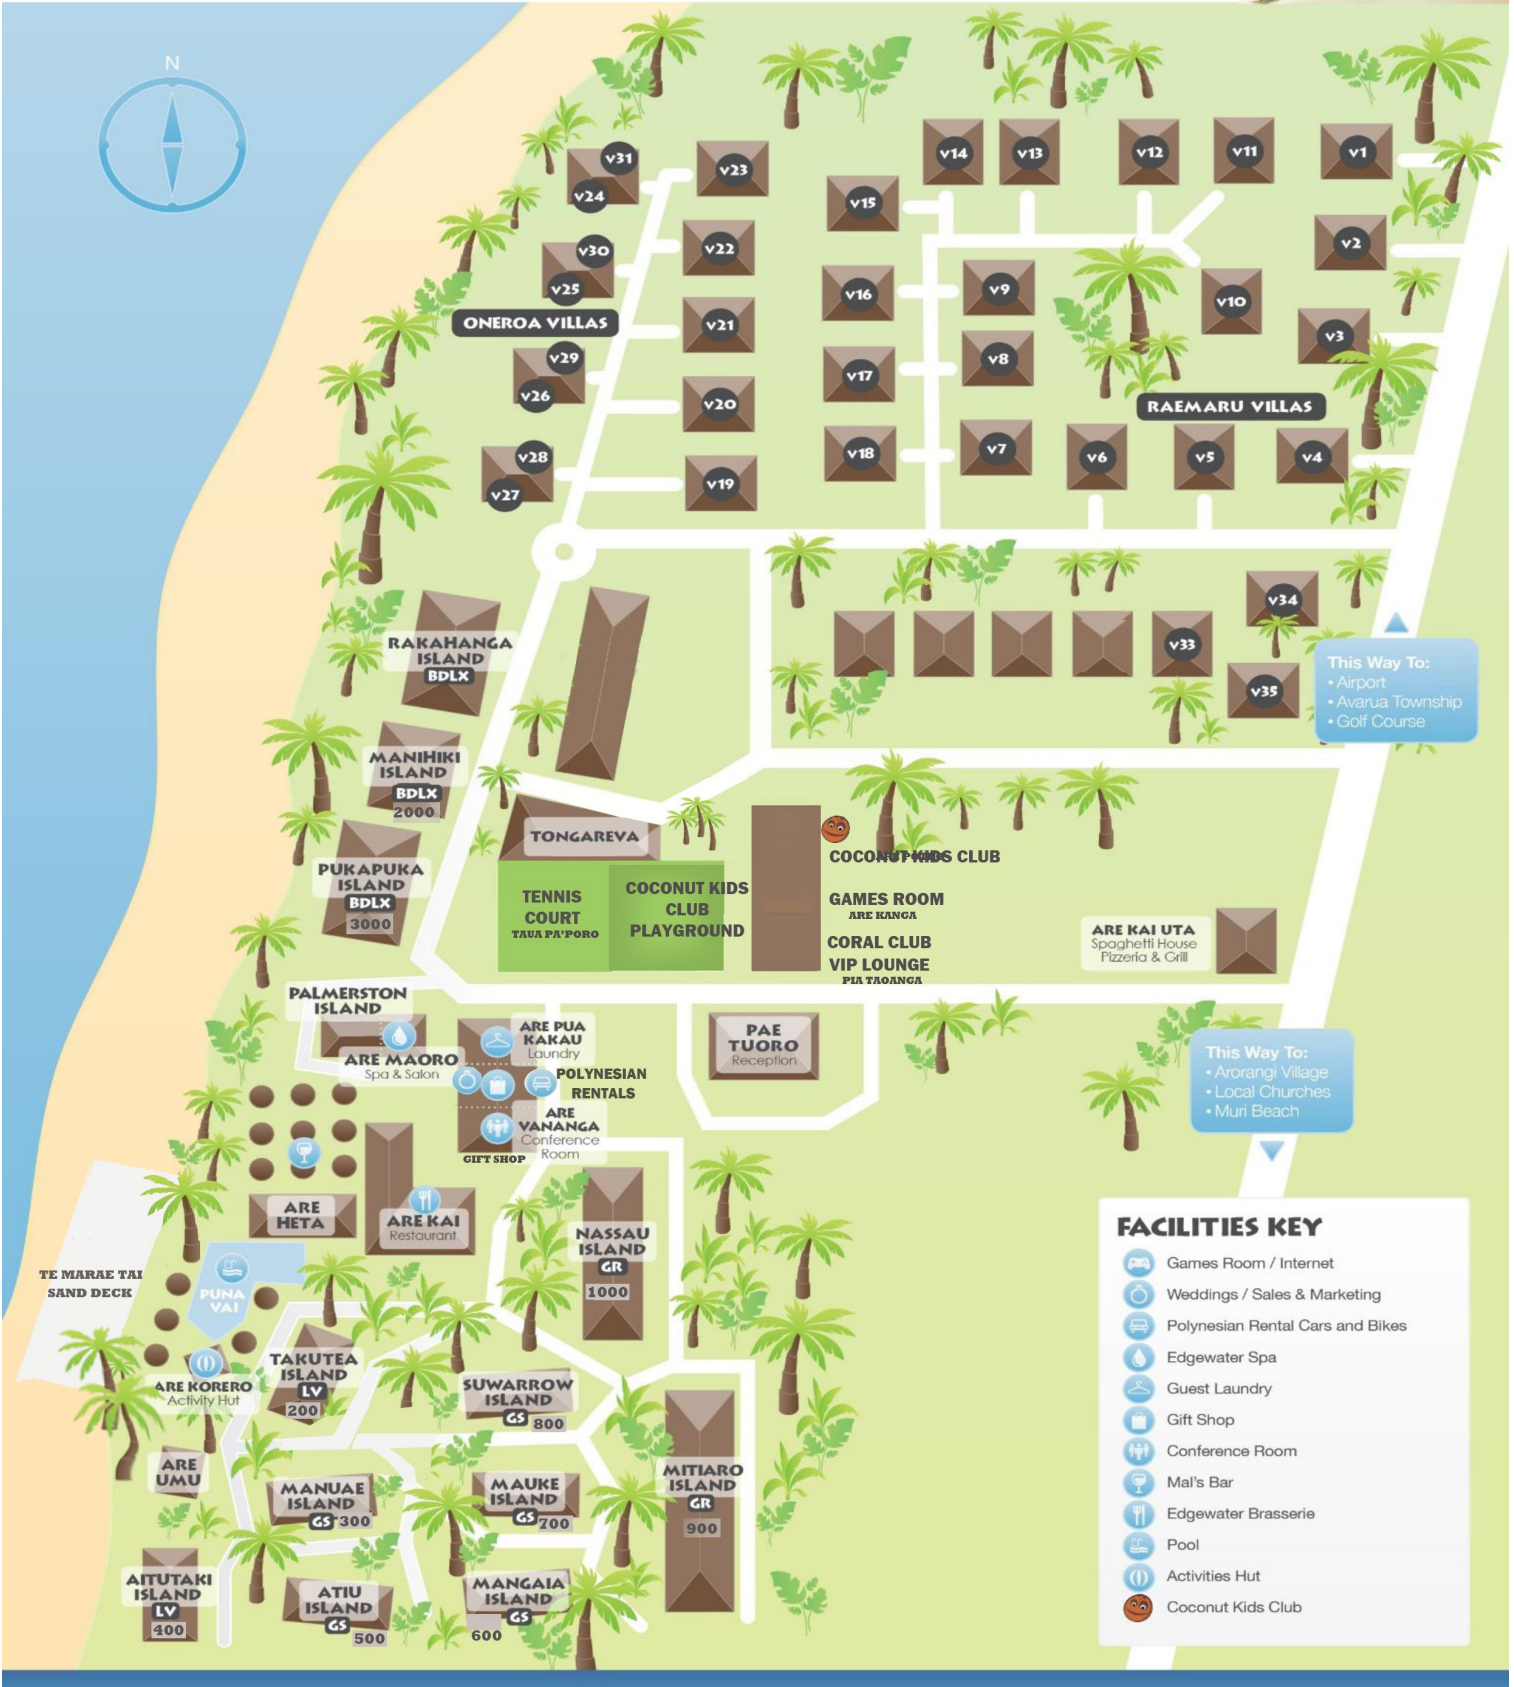 N
v31
v24
v23
v14
v13
v12
v11
v1
v15
v30
v25
v22
v2
v16
v9
v10
ONEROA VILLAS
v21
v3
v29
v26
v17
v8
v20
RAEMARU VILLAS
v28
v27
v19
v18
v7
v6
v5
v4
v34
v33
v35
RAKAHANGA
ISLAND
BDLX
This Way To:
• Airport
• Avarua Township
• Golf Course
MANIHIKI
ISLAND
BDLX
2000
TONGAREVA
PUKAPUKA
ISLAND
BDLX
3000
TENNIS
COURT
TAUA PA'PORO
COCONUT KIDS
CLUB
PLAYGROUND
COCONUT KIDS CLUB
GAMES ROOM
ARE KANGA
CORAL CLUB
VIP LOUNGE
PIA TAOANGA
ARE KAI UTA
Spaghetti House
Pizzeria & Grill
PALMERSTON
ISLAND
ARE MAORO
Spa & Salon
ARE PUA
KAKAU
Laundry
POLYNESIAN
RENTALS
ARE
VANANGA
Conference
Room
GIFT SHOP
PAE
TUORO
Reception
This Way To:
• Arorangi Village
• Local Churches
• Muri Beach
ARE
HETA
ARE KAI
Restaurant
NASSAU
ISLAND
GR
1000
TE MARAE TAI
SAND DECK
PUNA
VAI
ARE KORERO
Activity Hut
TAKUTEA
ISLAND
LV
200
SUWARROW
ISLAND
GS 800
ARE
UMU
MANUAE
ISLAND
GS 300
MAUKE
ISLAND
GS 700
MITIARO
ISLAND
GR
900
AITUTAKI
ISLAND
LV
400
ATIU
ISLAND
GS
500
MANGAIA
ISLAND
GS
600
FACILITIES KEY
Games Room / Internet
Weddings / Sales & Marketing
Polynesian Rental Cars and Bikes
Edgewater Spa
Guest Laundry
Gift Shop
Conference Room
Mal's Bar
Edgewater Brasserie
Pool
Activities Hut
Coconut Kids Club